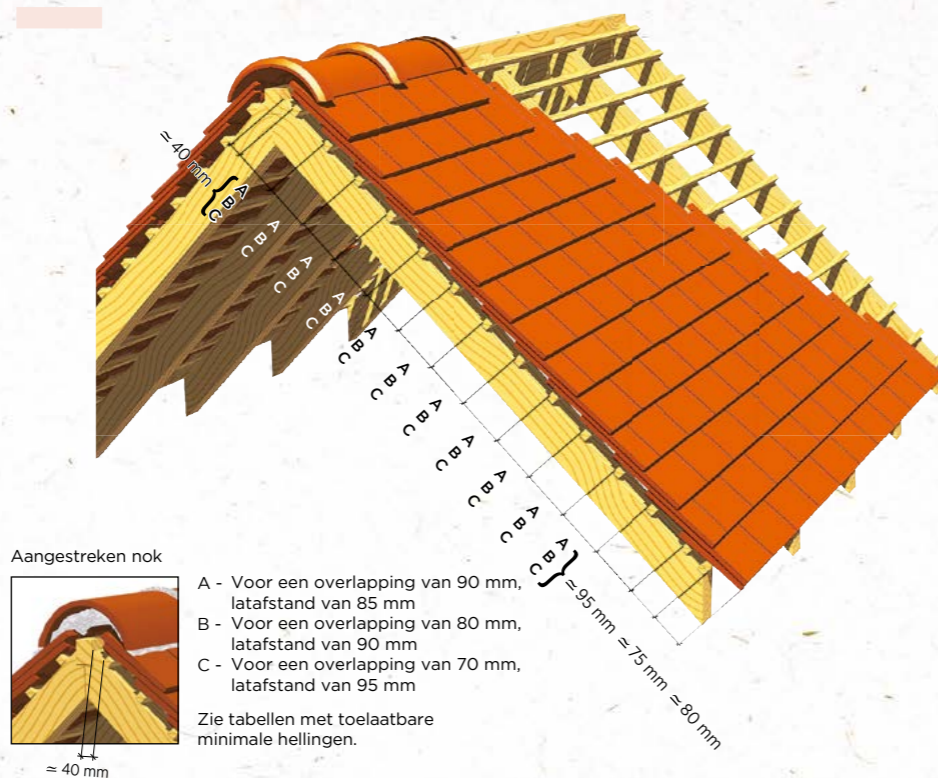 ≃ 40 mm
A B C
A B C
A B C
A B C
A B C
A B C
A B C
A B C
A B C
A B C
A B C
≃ 95 mm ≃ 75 mm ≃ 80 mm
Aangestreken nok
≃ 40 mm
A - Voor een overlapping van 90 mm,
latafstand van 85 mm
B - Voor een overlapping van 80 mm,
latafstand van 90 mm
C - Voor een overlapping van 70 mm,
latafstand van 95 mm
Zie tabellen met toelaatbare
minimale hellingen.